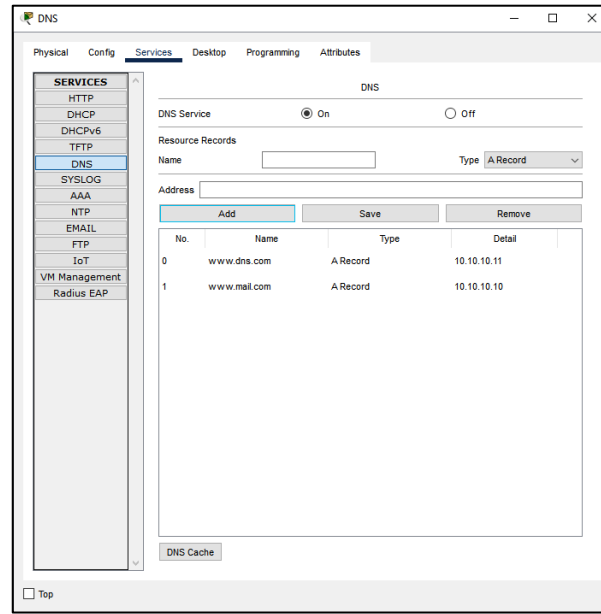 DNS
Physical Config Services Desktop Programming Attributes
SERVICES
HTTP
DHCP
DHCPv6
TFTP
DNS
SYSLOG
AAA
NTP
EMAIL
FTP
IoT
VM Management
Radius EAP
DNS
DNS Service On Off
Resource Records
Name Type A Record
Address
Add Save Remove
No. Name Type Detail
0 www.dns.com A Record 10.10.10.11
1 www.mail.com A Record 10.10.10.10
DNS Cache
Top